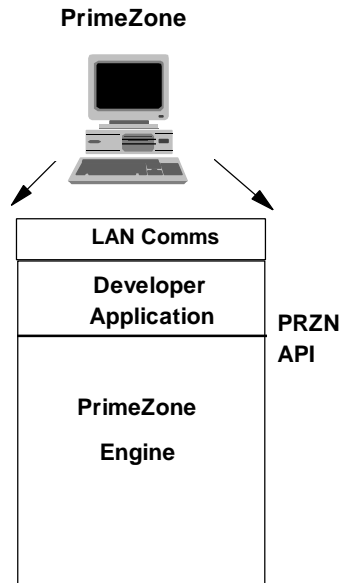 PrimeZone
LAN Comms
Developer
Application
PRZN
API
PrimeZone
Engine